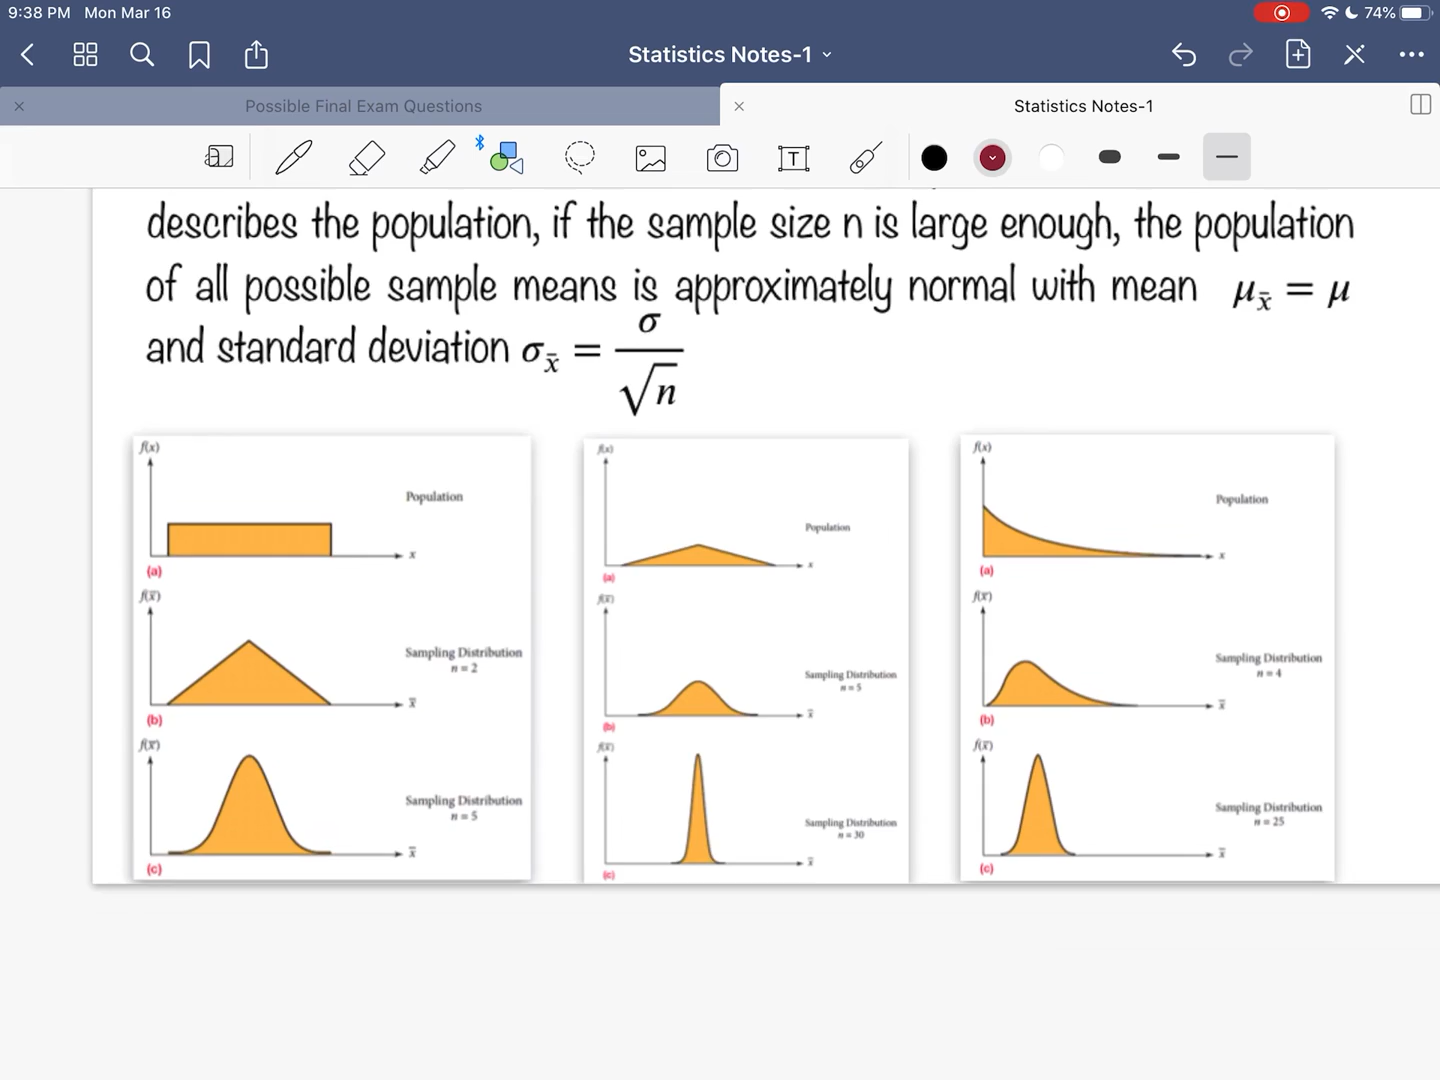 9:38 PM Mon Mar 16
74%
Statistics Notes-1
Possible Final Exam Questions
Statistics Notes-1
describes the population, if the sample size n is large enough, the population
of all possible sample means is approximately normal with mean μx̄ = μ
and standard deviation σx̄ = σ/√n
f(x)
Population
x
(a)
f(x̄)
Sampling Distribution
n = 2
x̄
(b)
f(x̄)
Sampling Distribution
n = 5
x̄
(c)
f(x)
Population
x
(a)
f(x̄)
Sampling Distribution
n = 5
x̄
(b)
f(x̄)
Sampling Distribution
n = 30
x̄
(c)
f(x)
Population
x
(a)
f(x̄)
Sampling Distribution
n = 4
x̄
(b)
f(x̄)
Sampling Distribution
n = 25
x̄
(c)